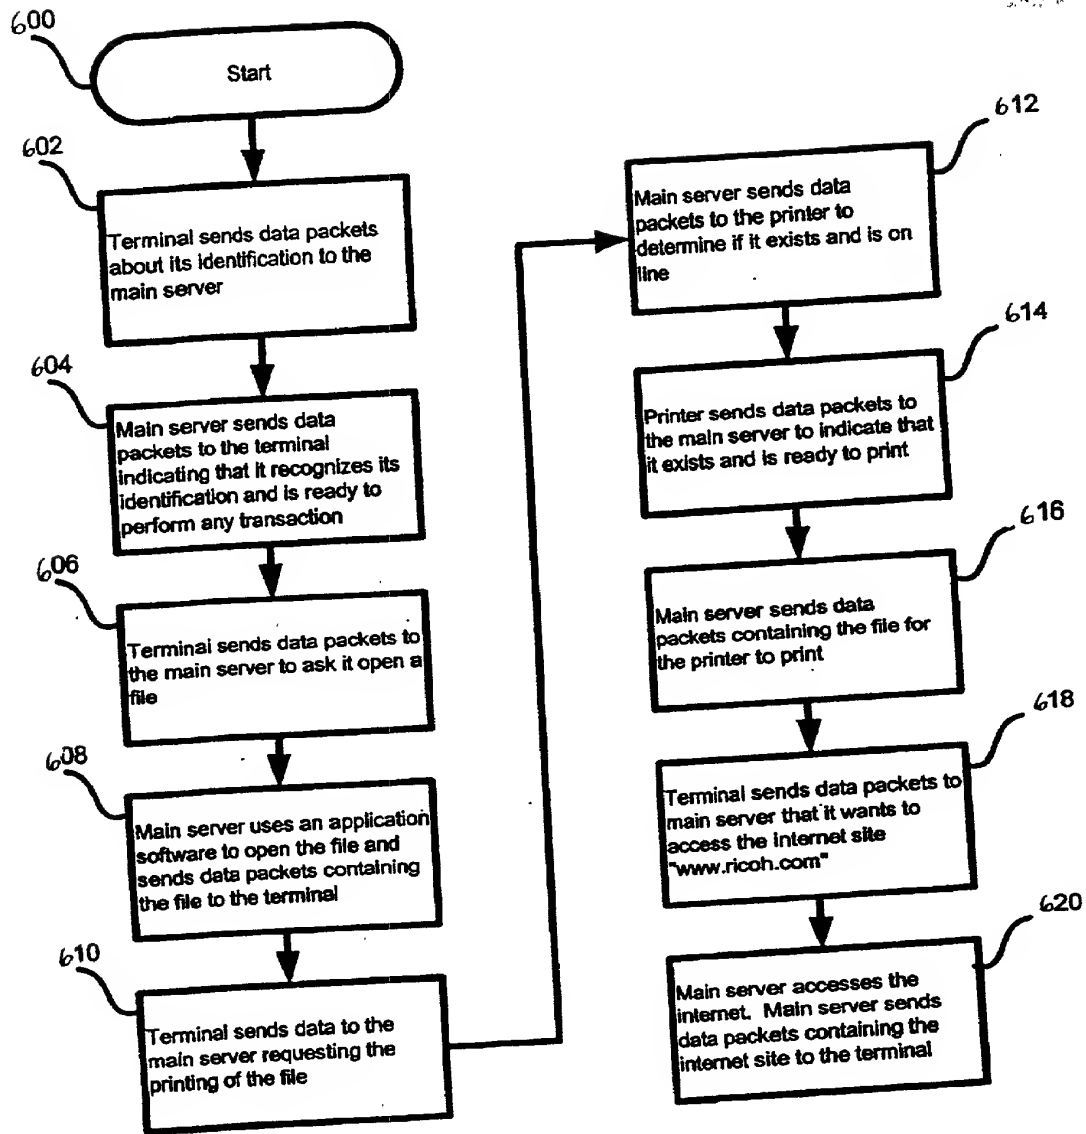 600
Start
602
Terminal sends data packets
about its identification to the
main server
604
Main server sends data
packets to the terminal
indicating that it recognizes its
identification and is ready to
perform any transaction
606
Terminal sends data packets to
the main server to ask it open a
file
608
Main server uses an application
software to open the file and
sends data packets containing
the file to the terminal
610
Terminal sends data to the
main server requesting the
printing of the file
612
Main server sends data
packets to the printer to
determine if it exists and is on
line
614
Printer sends data packets to
the main server to indicate that
it exists and is ready to print
616
Main server sends data
packets containing the file for
the printer to print
618
Terminal sends data packets to
main server that it wants to
access the internet site
"www.ricoh.com"
620
Main server accesses the
internet. Main server sends
data packets containing the
internet site to the terminal